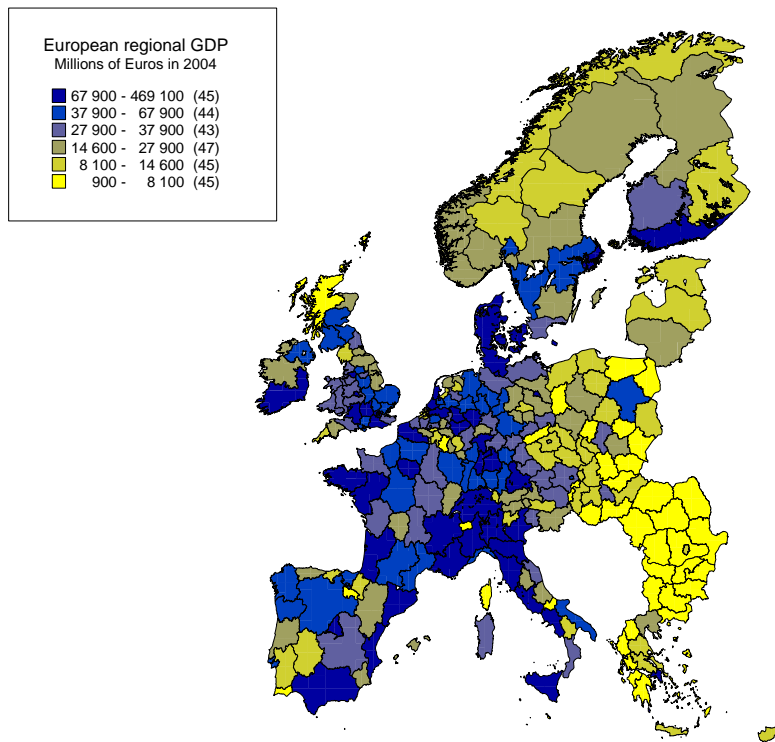 European regional GDP
Millions of Euros in 2004
67 900 - 469 100 (45)
37 900 - 67 900 (44)
27 900 - 37 900 (43)
14 600 - 27 900 (47)
8 100 - 14 600 (45)
900 - 8 100 (45)